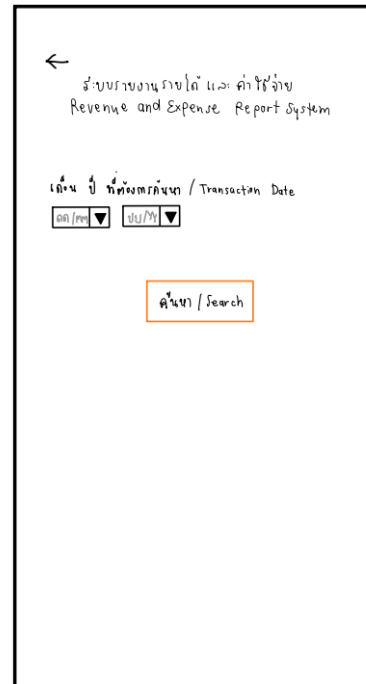 ระบบรายงานรายได้ และ ค่าใช้จ่าย
Revenue and Expense Report System
เดือน ปี ที่ต้องการค้นหา / Transaction Date
ดด/MM ปป/YY
ค้นหา / Search